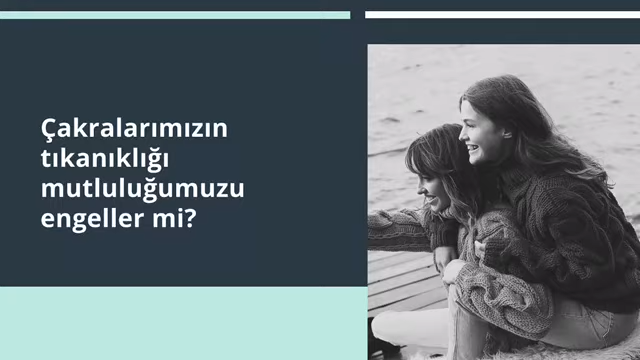 Çakralarımızın
tıkanıklığı
mutluluğumuzu
engeller mi?